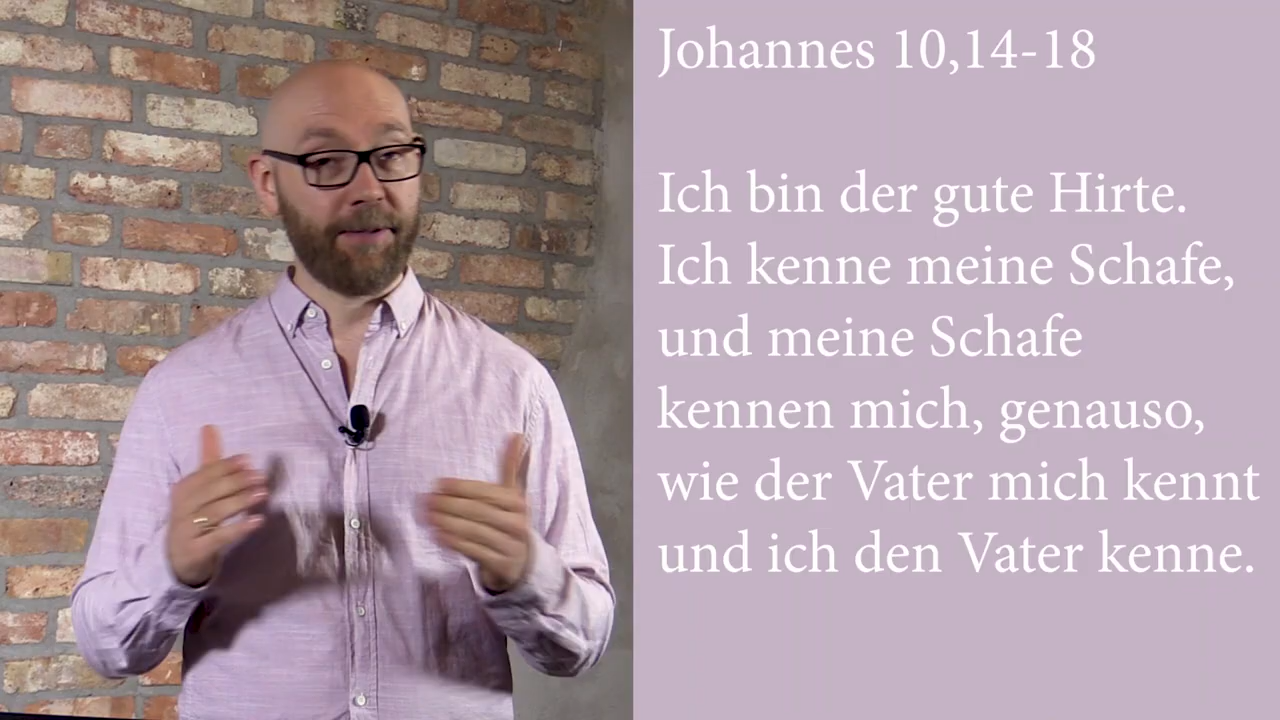 Johannes 10,14-18
Ich bin der gute Hirte.
Ich kenne meine Schafe,
und meine Schafe
kennen mich, genauso,
wie der Vater mich kennt
und ich den Vater kenne.